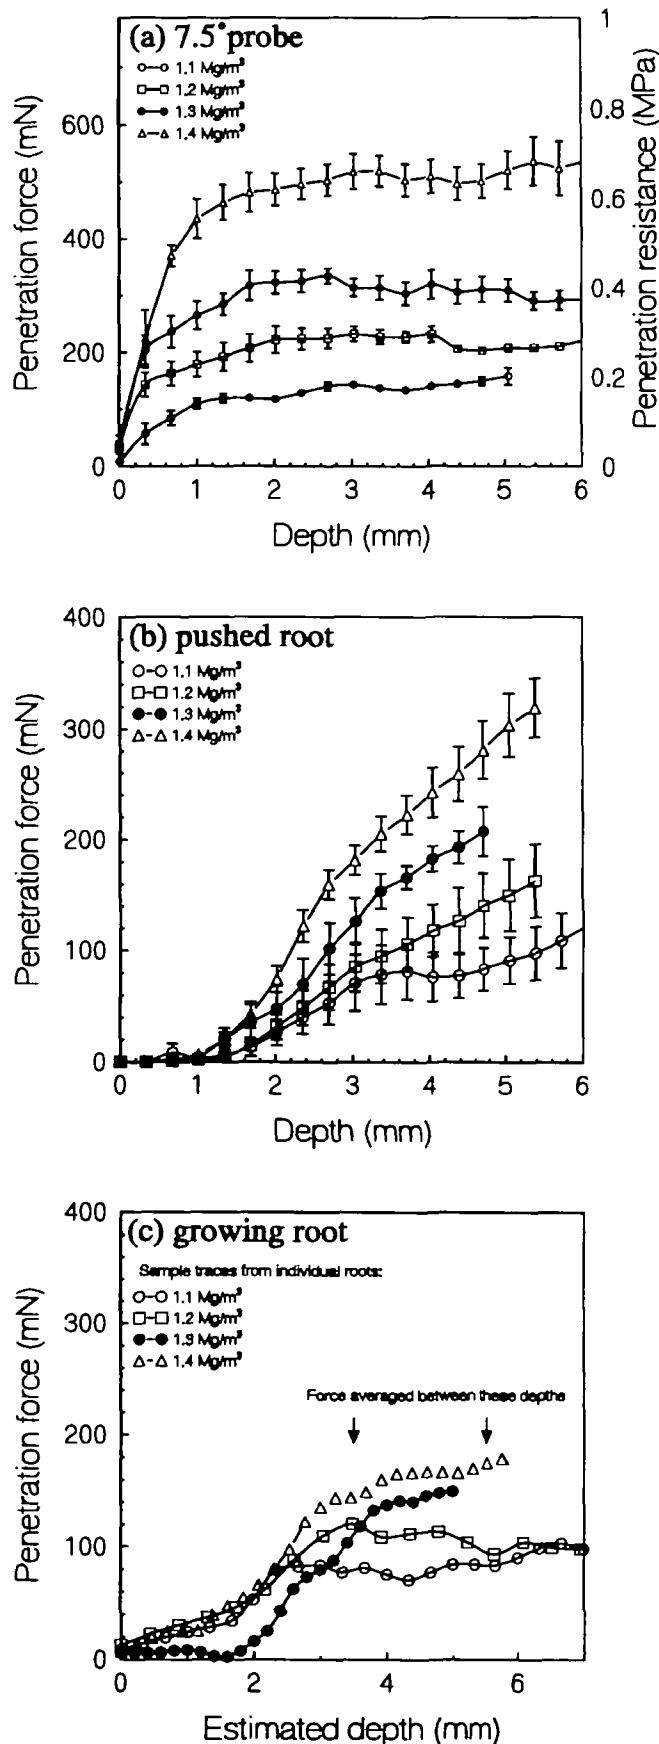 (a) 7.5° probe
1.1 Mg/m³
1.2 Mg/m³
1.3 Mg/m³
1.4 Mg/m³
Penetration force (mN)
600
400
200
0
1
0.8
0.6
0.4
0.2
0
Penetration resistance (MPa)
0 1 2 3 4 5 6
Depth (mm)
(b) pushed root
1.1 Mg/m³
1.2 Mg/m³
1.3 Mg/m³
1.4 Mg/m³
Penetration force (mN)
400
300
200
100
0
0 1 2 3 4 5 6
Depth (mm)
(c) growing root
Sample traces from individual roots:
1.1 Mg/m³
1.2 Mg/m³
1.3 Mg/m³
1.4 Mg/m³
Force averaged between these depths
Penetration force (mN)
400
300
200
100
0
0 2 4 6
Estimated depth (mm)